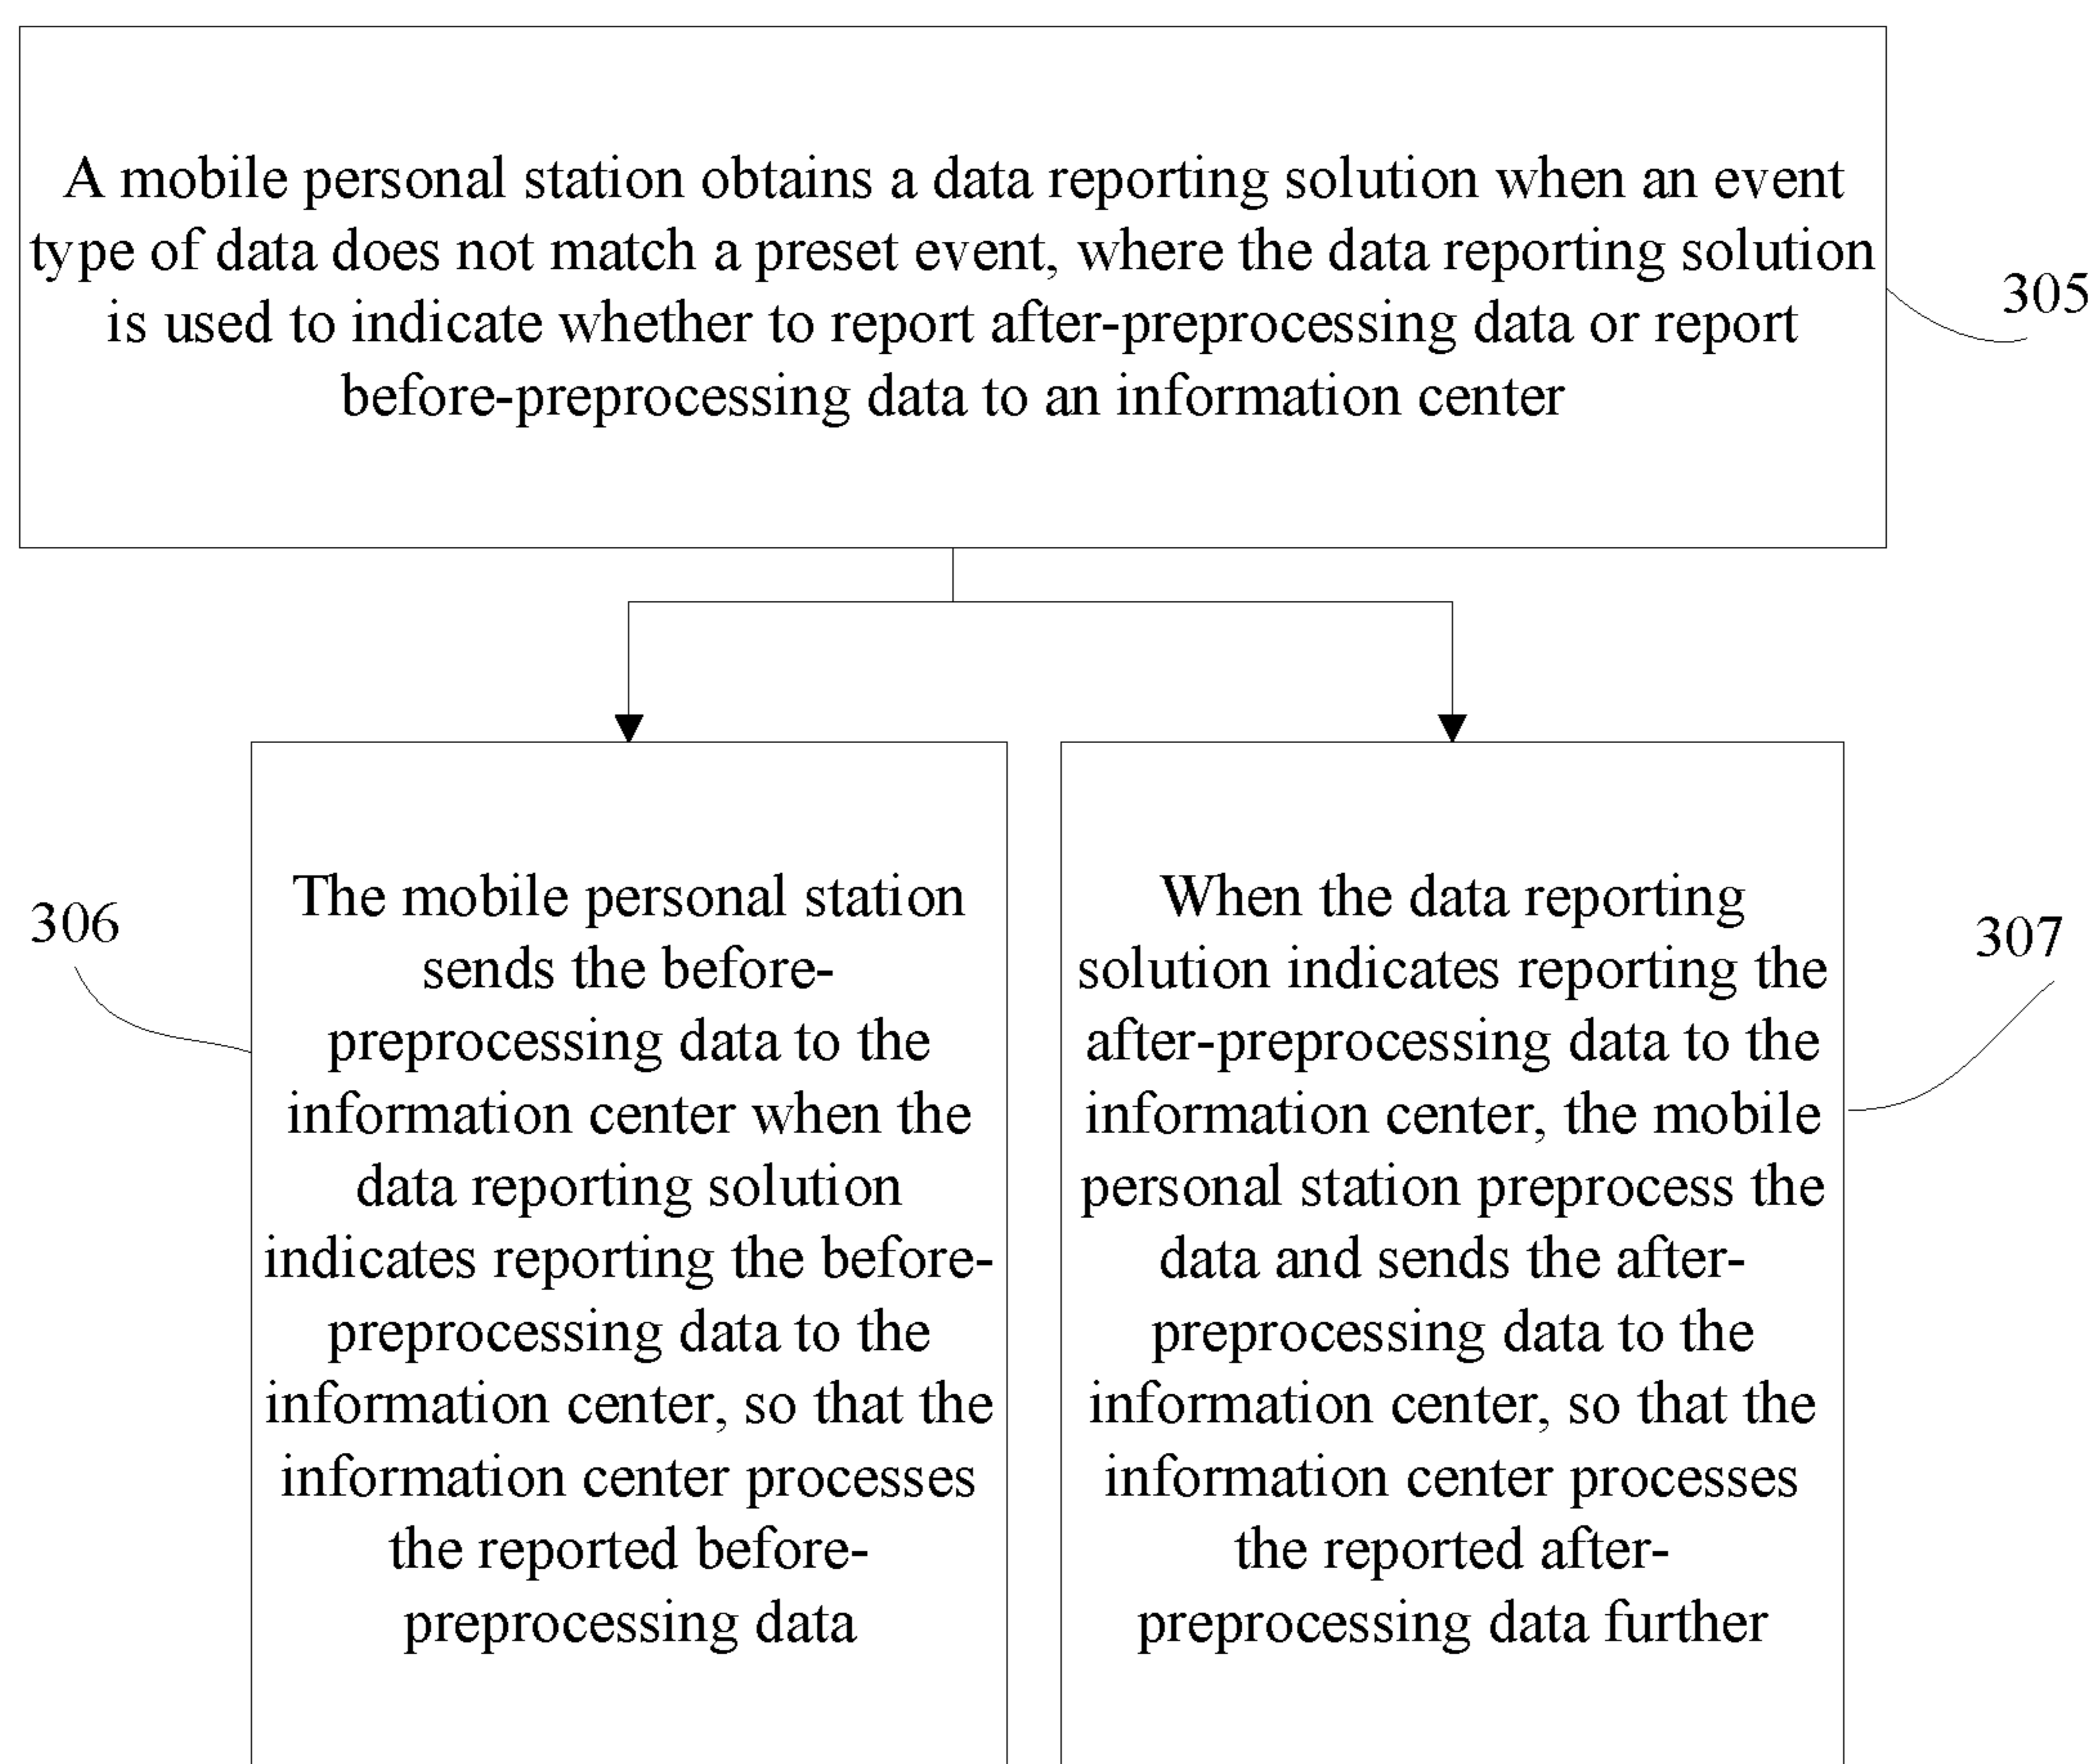 A mobile personal station obtains a data reporting solution when an event
type of data does not match a preset event, where the data reporting solution
is used to indicate whether to report after-preprocessing data or report
before-preprocessing data to an information center
305
306
The mobile personal station
sends the before-
preprocessing data to the
information center when the
data reporting solution
indicates reporting the before-
preprocessing data to the
information center, so that the
information center processes
the reported before-
preprocessing data
When the data reporting
solution indicates reporting the
after-preprocessing data to the
information center, the mobile
personal station preprocess the
data and sends the after-
preprocessing data to the
information center, so that the
information center processes
the reported after-
preprocessing data further
307